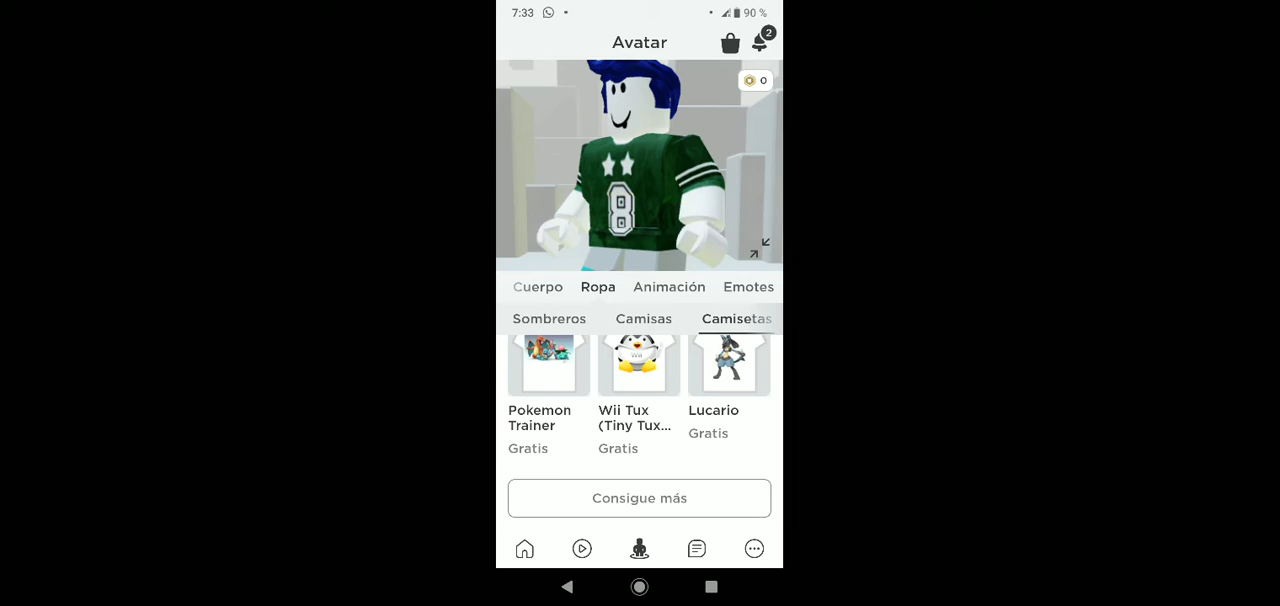 7:33 90 %
Avatar
2
0
8
Cuerpo Ropa Animación Emotes
Sombreros Camisas Camisetas
Wii
Pokemon Trainer
Wii Tux (Tiny Tux...
Lucario
Gratis
Gratis
Gratis
Consigue más